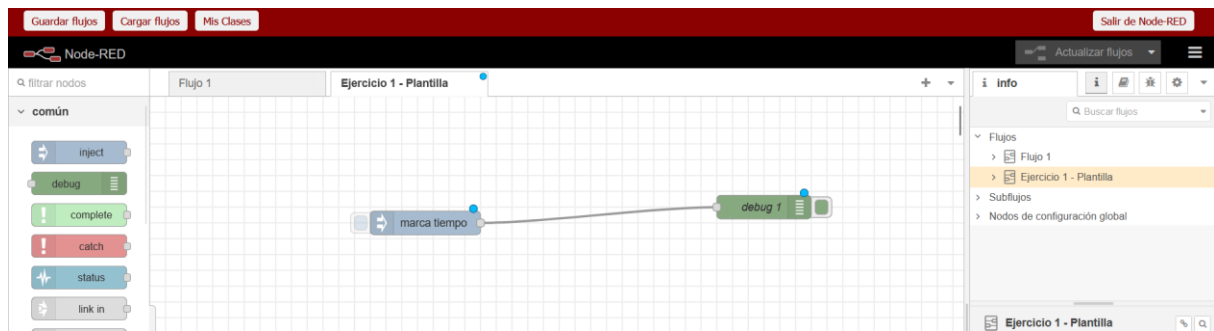 Guardar flujos Cargar flujos Mis Clases Salir de Node-RED
Node-RED Actualizar flujos
filtrar nodos Flujo 1 Ejercicio 1 - Plantilla + i info i
común Buscar flujos
Flujos
inject Flujo 1
debug Ejercicio 1 - Plantilla
Subflujos
complete marca tiempo debug 1 Nodos de configuración global
catch
status
link in
Ejercicio 1 - Plantilla